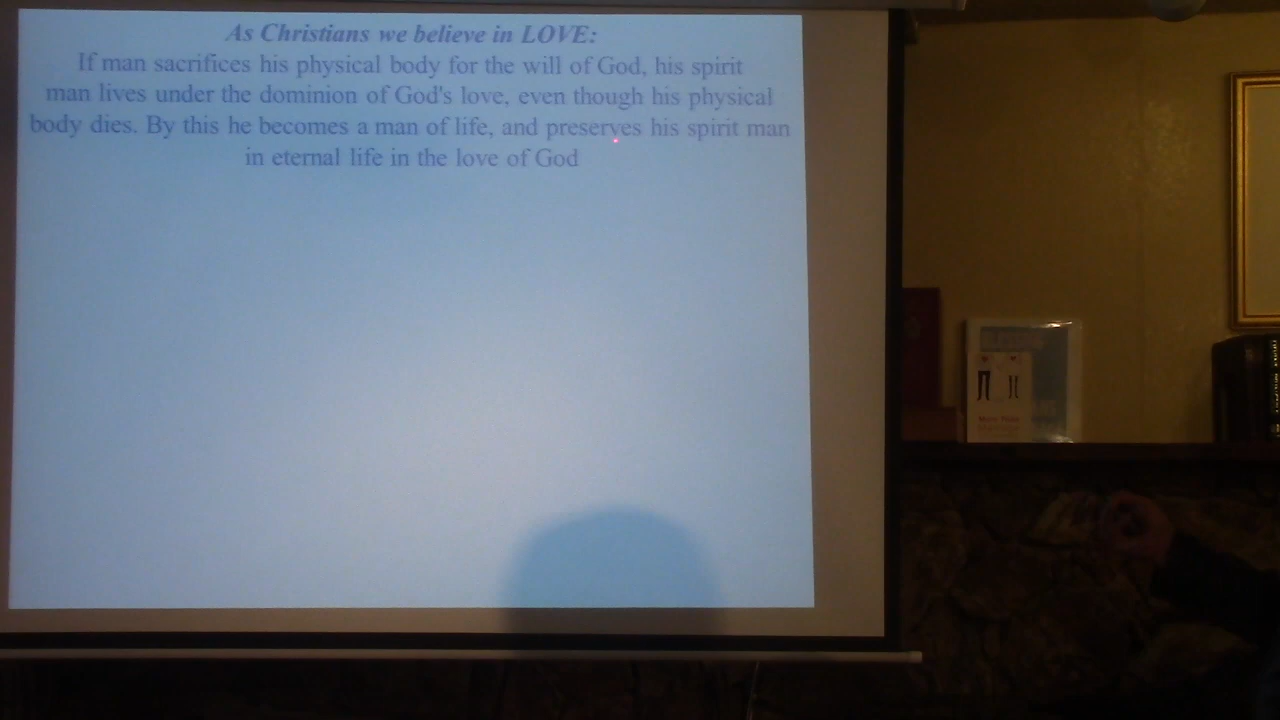 As Christians we believe in LOVE:
If man sacrifices his physical body for the will of God, his spirit
man lives under the dominion of God's love, even though his physical
body dies. By this he becomes a man of life, and preserves his spirit man
in eternal life in the love of God